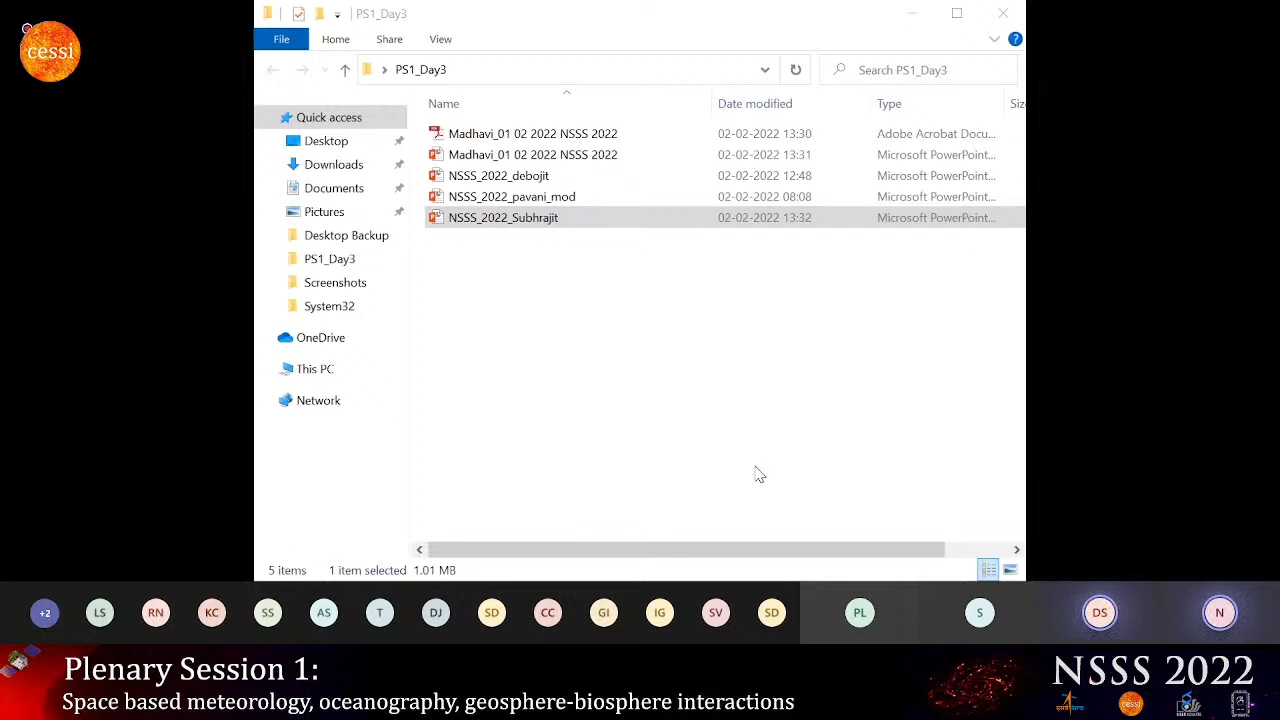 PS1_Day3
cessi
File Home Share View
PS1_Day3
Search PS1_Day3
Name Date modified Type Siz
Quick access
Desktop
Downloads
Documents
Pictures
Desktop Backup
PS1_Day3
Screenshots
System32
OneDrive
This PC
Network
Madhavi_01 02 2022 NSSS 2022 02-02-2022 13:30 Adobe Acrobat Docu...
Madhavi_01 02 2022 NSSS 2022 02-02-2022 13:31 Microsoft PowerPoint...
NSSS_2022_debojit 02-02-2022 12:48 Microsoft PowerPoint...
NSSS_2022_pavani_mod 02-02-2022 08:08 Microsoft PowerPoint...
NSSS_2022_Subhrajit 02-02-2022 13:32 Microsoft PowerPoint...
5 items 1 item selected 1.01 MB
+2 LS RN KC SS AS T DJ SD CC GI IG SV SD PL S DS N
Plenary Session 1:
Space based meteorology, oceanography, geosphere-biosphere interactions
NSSS 2022
cessi